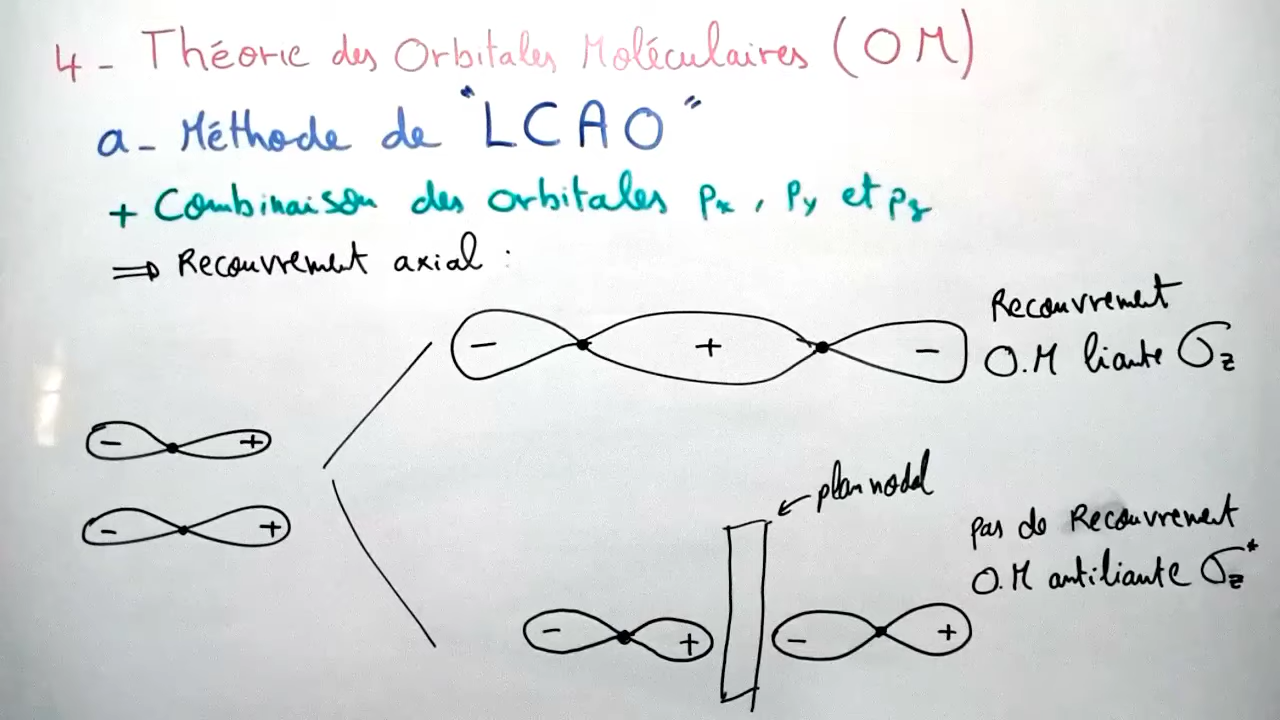 4 - Théorie des Orbitales Moléculaires (OM)
a - Méthode de "LCAO"
+ Combinaison des orbitales px, py et pz
⇒ Recouvrement axial :
Recouvrement
O.M liante σz
- + -
- +
- +
plan nodal
pas de Recouvrement
O.M antiliante σz*
- + - +